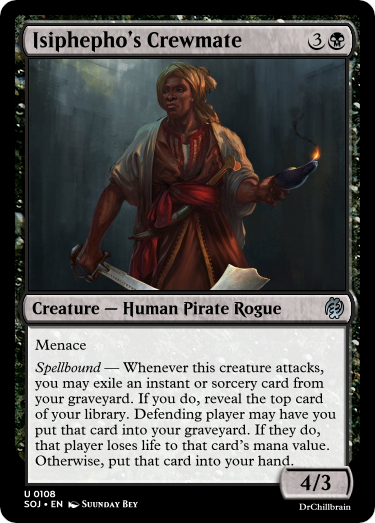 Isiphepho's Crewmate 3
Creature — Human Pirate Rogue
Menace
Spellbound — Whenever this creature attacks,
you may exile an instant or sorcery card from
your graveyard. If you do, reveal the top card
of your library. Defending player may have you
put that card into your graveyard. If they do,
that player loses life to that card's mana value.
Otherwise, put that card into your hand.
4/3
U 0108
SOJ • EN Suunday Bey
DrChillbrain